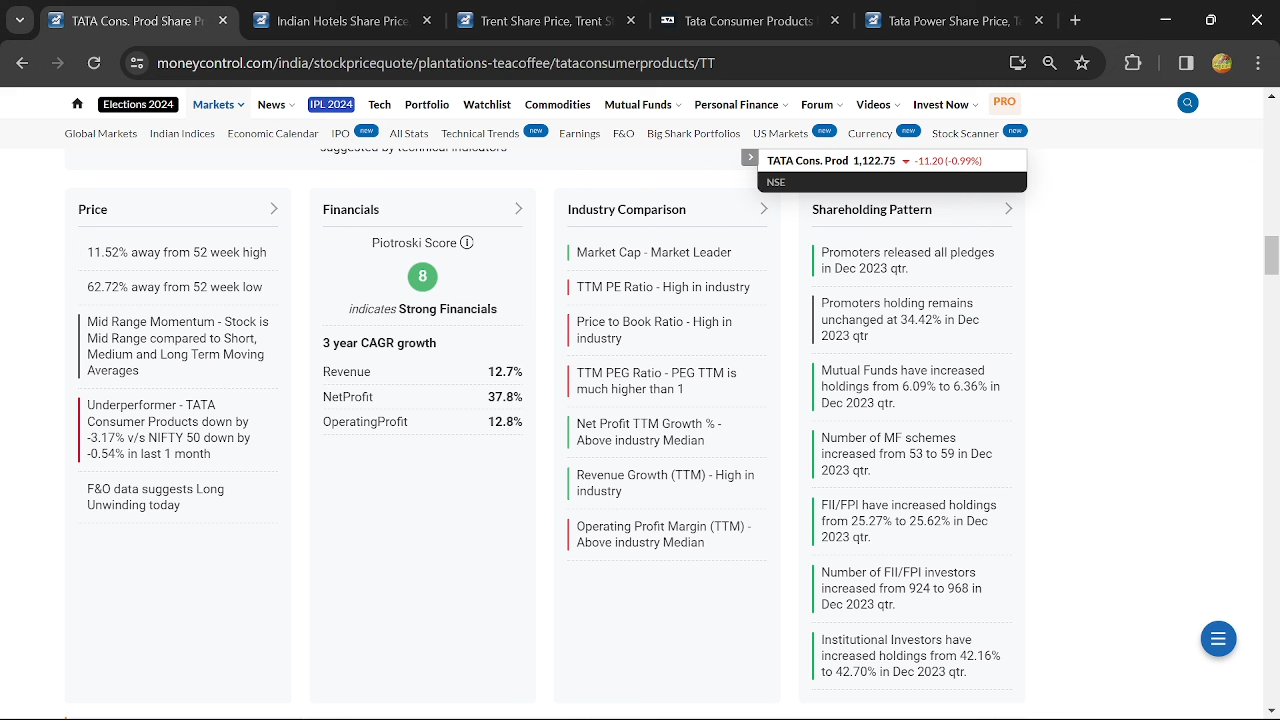 TATA Cons. Prod Share Pr
Indian Hotels Share Price,
Trent Share Price, Trent S
Tata Consumer Products
Tata Power Share Price, T
moneycontrol.com/india/stockpricequote/plantations-teacoffee/tataconsumerproducts/TT
Elections 2024
Markets
News
IPL 2024
Tech
Portfolio
Watchlist
Commodities
Mutual Funds
Personal Finance
Forum
Videos
Invest Now
PRO
Global Markets
Indian Indices
Economic Calendar
IPO
new
All Stats
Technical Trends
new
Earnings
F&O
Big Shark Portfolios
US Markets
new
Currency
new
Stock Scanner
new
suggested by technical indicators
TATA Cons. Prod 1,122.75 -11.20 (-0.99%)
NSE
Price
11.52% away from 52 week high
62.72% away from 52 week low
Mid Range Momentum - Stock is
Mid Range compared to Short,
Medium and Long Term Moving
Averages
Underperformer - TATA
Consumer Products down by
-3.17% v/s NIFTY 50 down by
-0.54% in last 1 month
F&O data suggests Long
Unwinding today
Financials
Piotroski Score
8
indicates Strong Financials
3 year CAGR growth
Revenue 12.7%
NetProfit 37.8%
OperatingProfit 12.8%
Industry Comparison
Market Cap - Market Leader
TTM PE Ratio - High in industry
Price to Book Ratio - High in
industry
TTM PEG Ratio - PEG TTM is
much higher than 1
Net Profit TTM Growth % -
Above industry Median
Revenue Growth (TTM) - High in
industry
Operating Profit Margin (TTM) -
Above industry Median
Shareholding Pattern
Promoters released all pledges
in Dec 2023 qtr.
Promoters holding remains
unchanged at 34.42% in Dec
2023 qtr
Mutual Funds have increased
holdings from 6.09% to 6.36% in
Dec 2023 qtr.
Number of MF schemes
increased from 53 to 59 in Dec
2023 qtr.
FII/FPI have increased holdings
from 25.27% to 25.62% in Dec
2023 qtr.
Number of FII/FPI investors
increased from 924 to 968 in
Dec 2023 qtr.
Institutional Investors have
increased holdings from 42.16%
to 42.70% in Dec 2023 qtr.